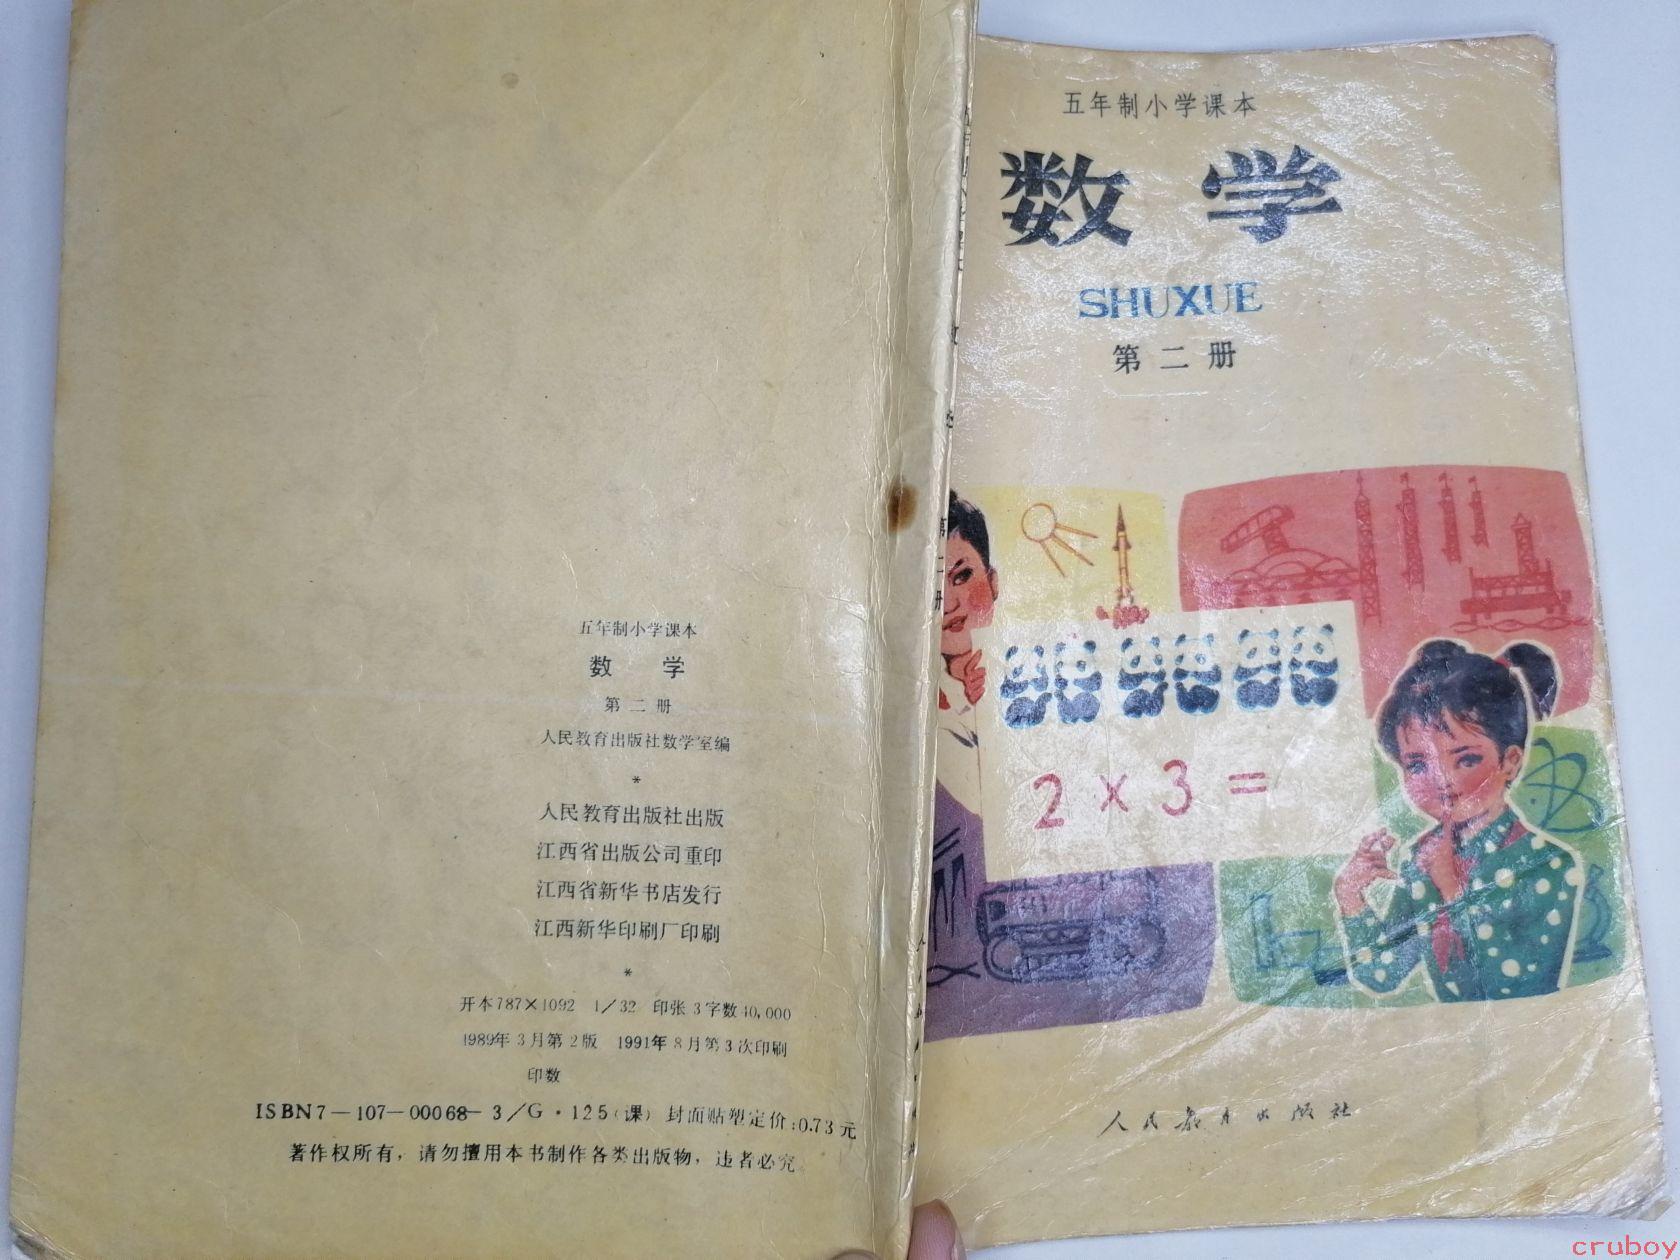 五年制小学课本
数 学
第 二 册
人民教育出版社数学室编
*
人民教育出版社出版
江西省出版公司重印
江西省新华书店发行
江西新华印刷厂印刷
*
开本787×1092 1/32 印张 3 字数 40,000
1989年 3 月第 2 版 1991年 8 月第 3 次印刷
印数
ISBN7-107-00068-3/G·125(课) 封面贴塑定价:0.73元
著作权所有，请勿擅用本书制作各类出版物，违者必究。
第二册
五年制小学课本
数 学
SHUXUE
第 二 册
2 × 3 =
人民教育出版社
cruboy